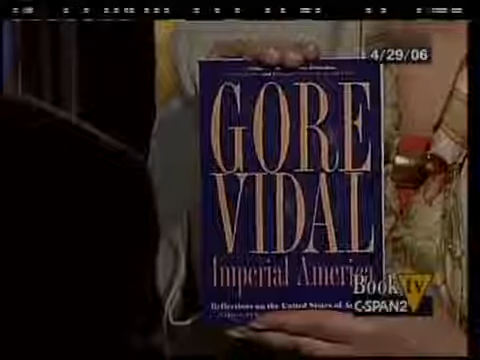 4/29/06
GORE
VIDAL
Imperial America
Reflections on the United States of
Book tv
C-SPAN2